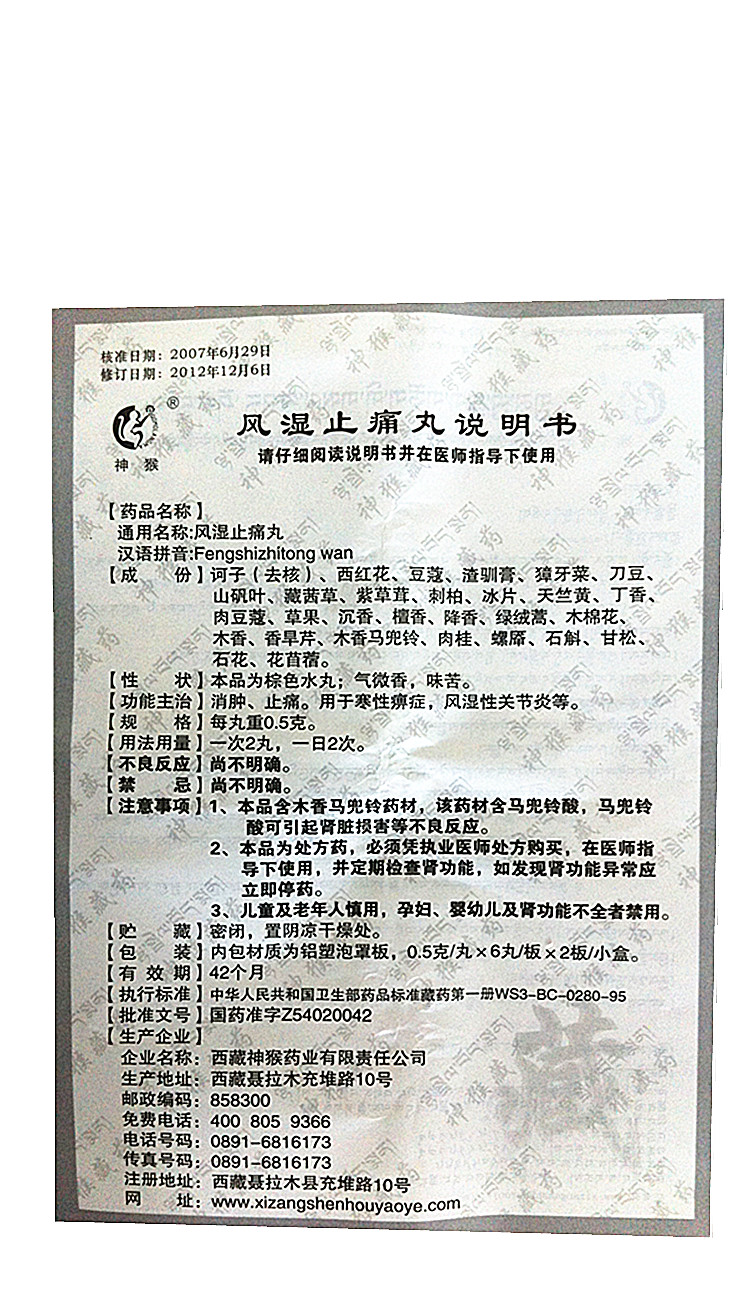 核准日期：2007年6月29日
修订日期：2012年12月6日
®
神 猴
风湿止痛丸说明书
请仔细阅读说明书并在医师指导下使用
【药品名称】
通用名称:风湿止痛丸
汉语拼音:Fengshizhitong wan
【成 份】诃子（去核）、西红花、豆蔻、渣驯膏、獐牙菜、刀豆、
山矾叶、藏茜草、紫草茸、刺柏、冰片、天竺黄、丁香、
肉豆蔻、草果、沉香、檀香、降香、绿绒蒿、木棉花、
木香、香旱芹、木香马兜铃、肉桂、螺厣、石斛、甘松、
石花、花苜蓿。
【性 状】本品为棕色水丸；气微香，味苦。
【功能主治】消肿、止痛。用于寒性痹症，风湿性关节炎等。
【规 格】每丸重0.5克。
【用法用量】一次2丸，一日2次。
【不良反应】尚不明确。
【禁 忌】尚不明确。
【注意事项】1、本品含木香马兜铃药材，该药材含马兜铃酸，马兜铃
酸可引起肾脏损害等不良反应。
2、本品为处方药，必须凭执业医师处方购买，在医师指
导下使用，并定期检查肾功能，如发现肾功能异常应
立即停药。
3、儿童及老年人慎用，孕妇、婴幼儿及肾功能不全者禁用。
【贮 藏】密闭，置阴凉干燥处。
【包 装】内包材质为铝塑泡罩板，0.5克/丸×6丸/板×2板/小盒。
【有 效 期】42个月
【执行标准】中华人民共和国卫生部药品标准藏药第一册WS3-BC-0280-95
【批准文号】国药准字Z54020042
【生产企业】
企业名称：西藏神猴药业有限责任公司
生产地址：西藏聂拉木充堆路10号
邮政编码：858300
免费电话：400 805 9366
电话号码：0891-6816173
传真号码：0891-6816173
注册地址：西藏聂拉木县充堆路10号
网 址：www.xizangshenhouyaoye.com
神猴藏药
藏